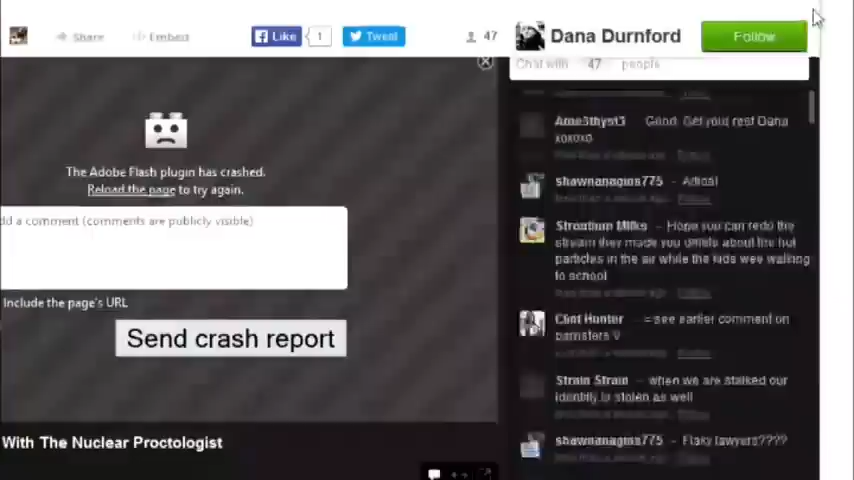 Share Embed Like 1 Tweet 47 Dana Durnford Follow
Chat with 47 people
The Adobe Flash plugin has crashed.
Reload the page to try again.
dd a comment (comments are publicly visible)
Include the page's URL
Send crash report
With The Nuclear Proctologist
Ame3thyst3 Good. Get your rest Dana
xoxoxo
shawnanagins775 - Adios!
Strontium Milks - Hope you can redo the
stream they made you delete about the hot
particles in the air while the kids wee walking
to school
Clint Hunter - = see earlier comment on
barristers
Strain Strain - when we are stalked our
identity is stolen as well
shawnanagins775 - Flaky lawyers????